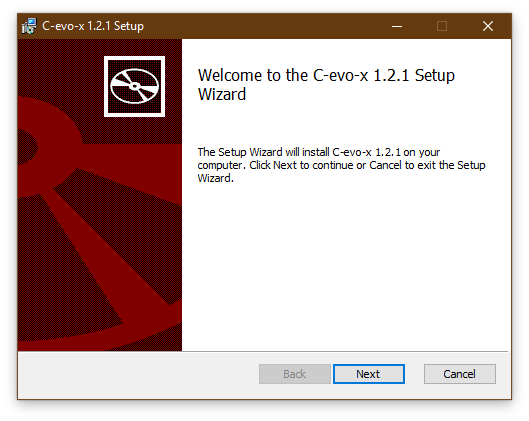 C-evo-x 1.2.1 Setup
Welcome to the C-evo-x 1.2.1 Setup
Wizard
The Setup Wizard will install C-evo-x 1.2.1 on your
computer. Click Next to continue or Cancel to exit the Setup
Wizard.
Back Next Cancel